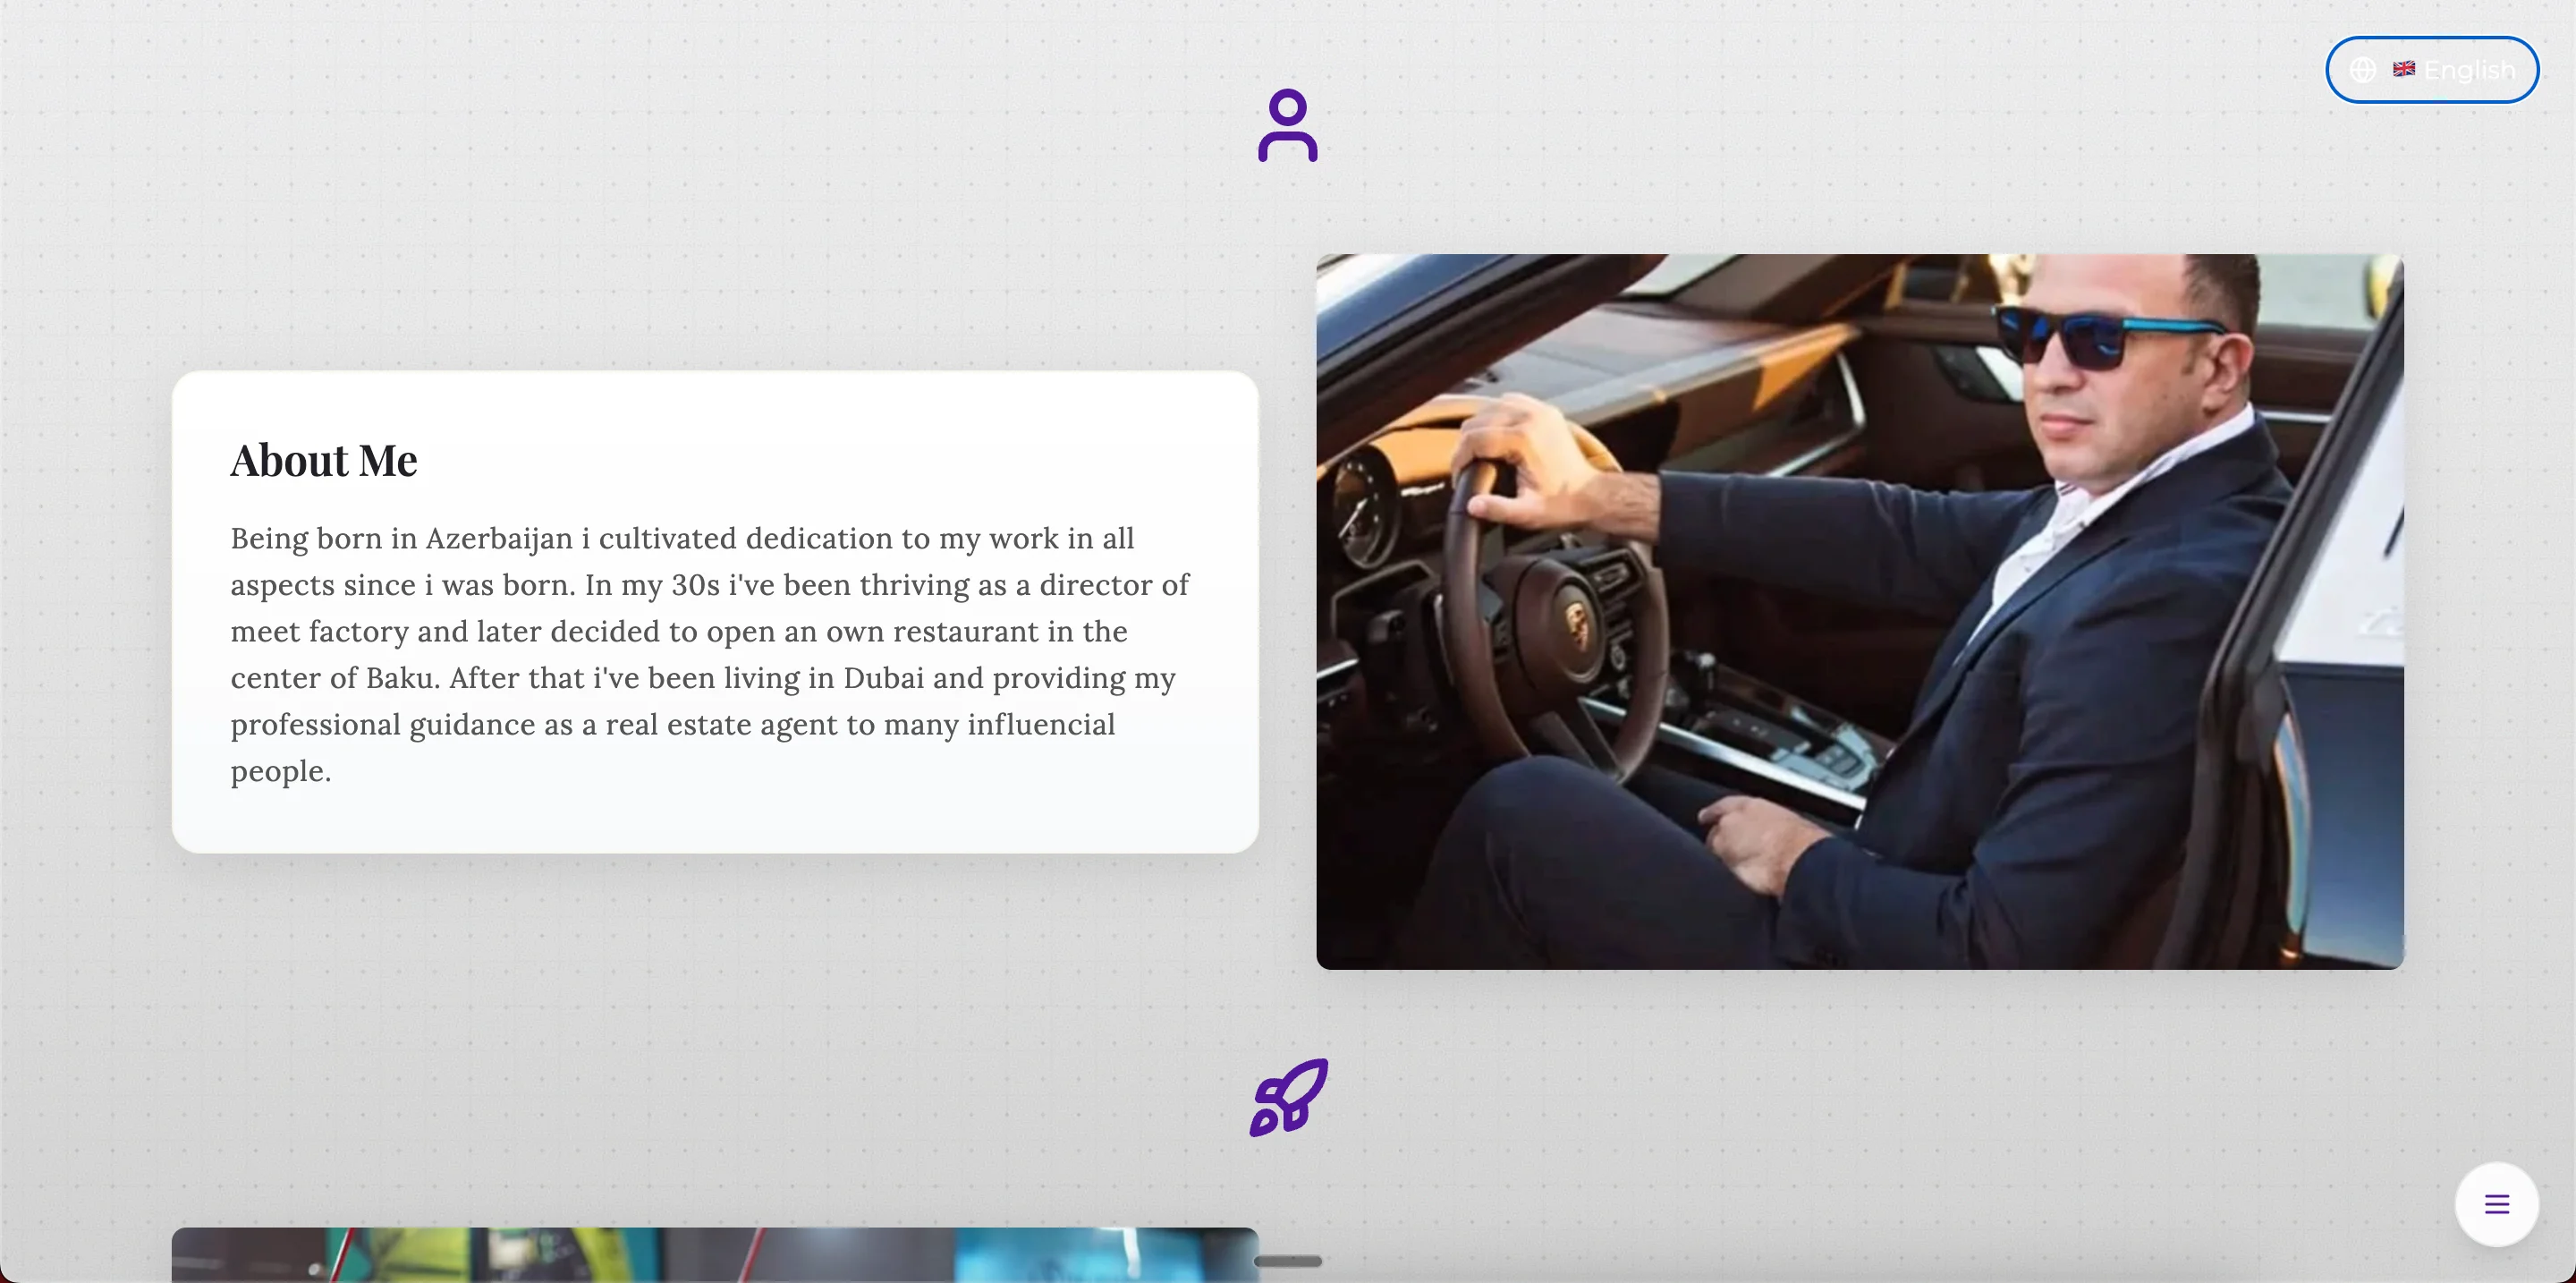 English
About Me
Being born in Azerbaijan i cultivated dedication to my work in all
aspects since i was born. In my 30s i've been thriving as a director of
meet factory and later decided to open an own restaurant in the
center of Baku. After that i've been living in Dubai and providing my
professional guidance as a real estate agent to many influencial
people.